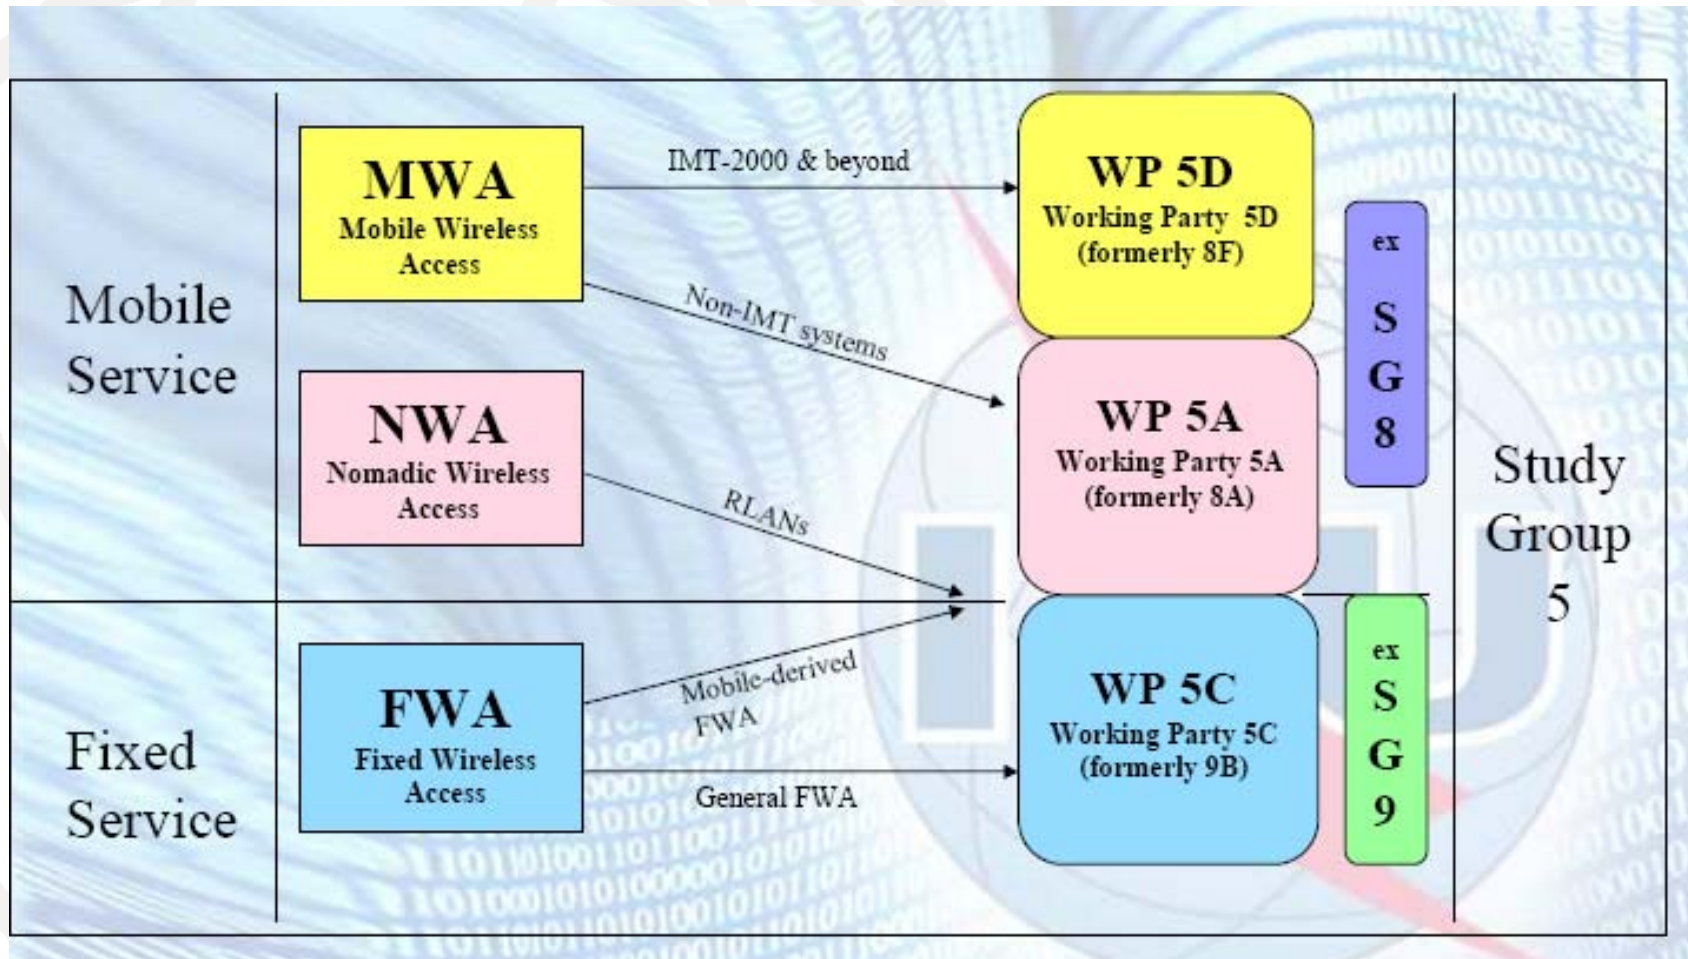 Mobile
Service
MWA
Mobile Wireless
Access
NWA
Nomadic Wireless
Access
Fixed
Service
FWA
Fixed Wireless
Access
IMT-2000 & beyond
Non-IMT systems
RLANs
Mobile-derived
FWA
General FWA
WP 5D
Working Party 5D
(formerly 8F)
WP 5A
Working Party 5A
(formerly 8A)
WP 5C
Working Party 5C
(formerly 9B)
ex
S
G
8
ex
S
G
9
Study
Group
5